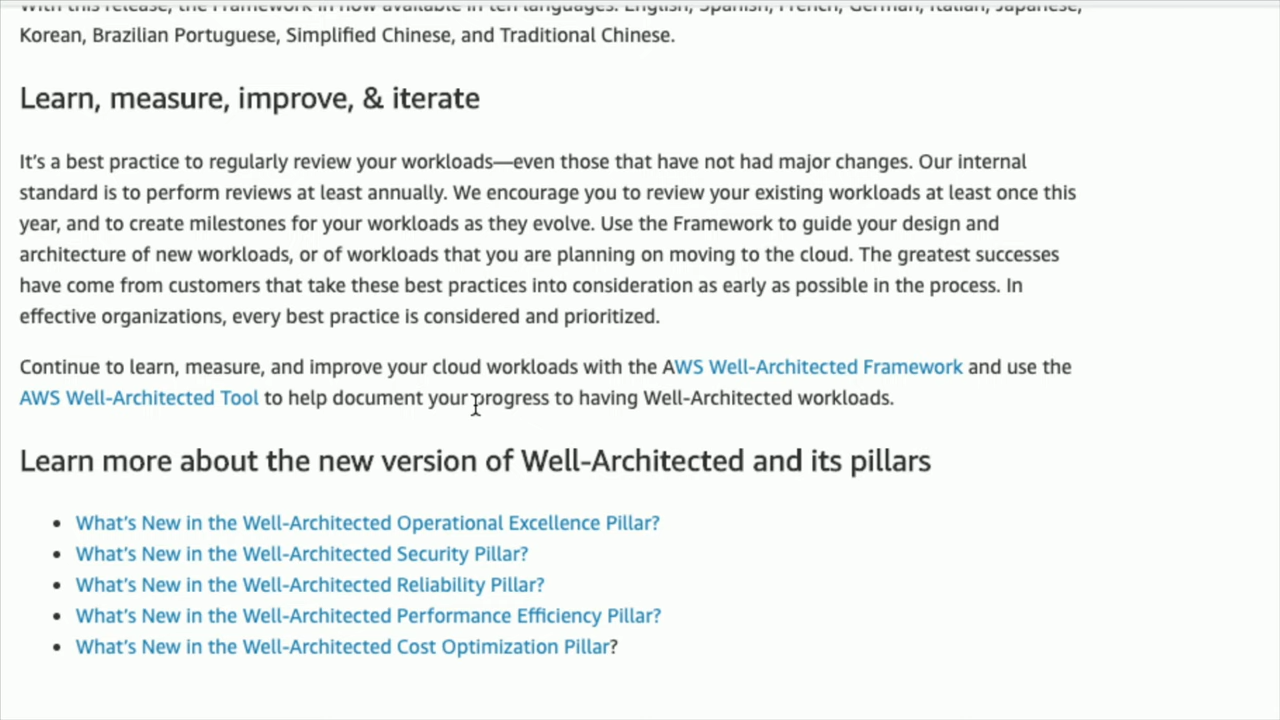 With this release, the Framework in now available in ten languages: English, Spanish, French, German, Italian, Japanese,
Korean, Brazilian Portuguese, Simplified Chinese, and Traditional Chinese.
Learn, measure, improve, & iterate
It's a best practice to regularly review your workloads—even those that have not had major changes. Our internal
standard is to perform reviews at least annually. We encourage you to review your existing workloads at least once this
year, and to create milestones for your workloads as they evolve. Use the Framework to guide your design and
architecture of new workloads, or of workloads that you are planning on moving to the cloud. The greatest successes
have come from customers that take these best practices into consideration as early as possible in the process. In
effective organizations, every best practice is considered and prioritized.
Continue to learn, measure, and improve your cloud workloads with the AWS Well-Architected Framework and use the
AWS Well-Architected Tool to help document your progress to having Well-Architected workloads.
Learn more about the new version of Well-Architected and its pillars
• What's New in the Well-Architected Operational Excellence Pillar?
• What's New in the Well-Architected Security Pillar?
• What's New in the Well-Architected Reliability Pillar?
• What's New in the Well-Architected Performance Efficiency Pillar?
• What's New in the Well-Architected Cost Optimization Pillar?